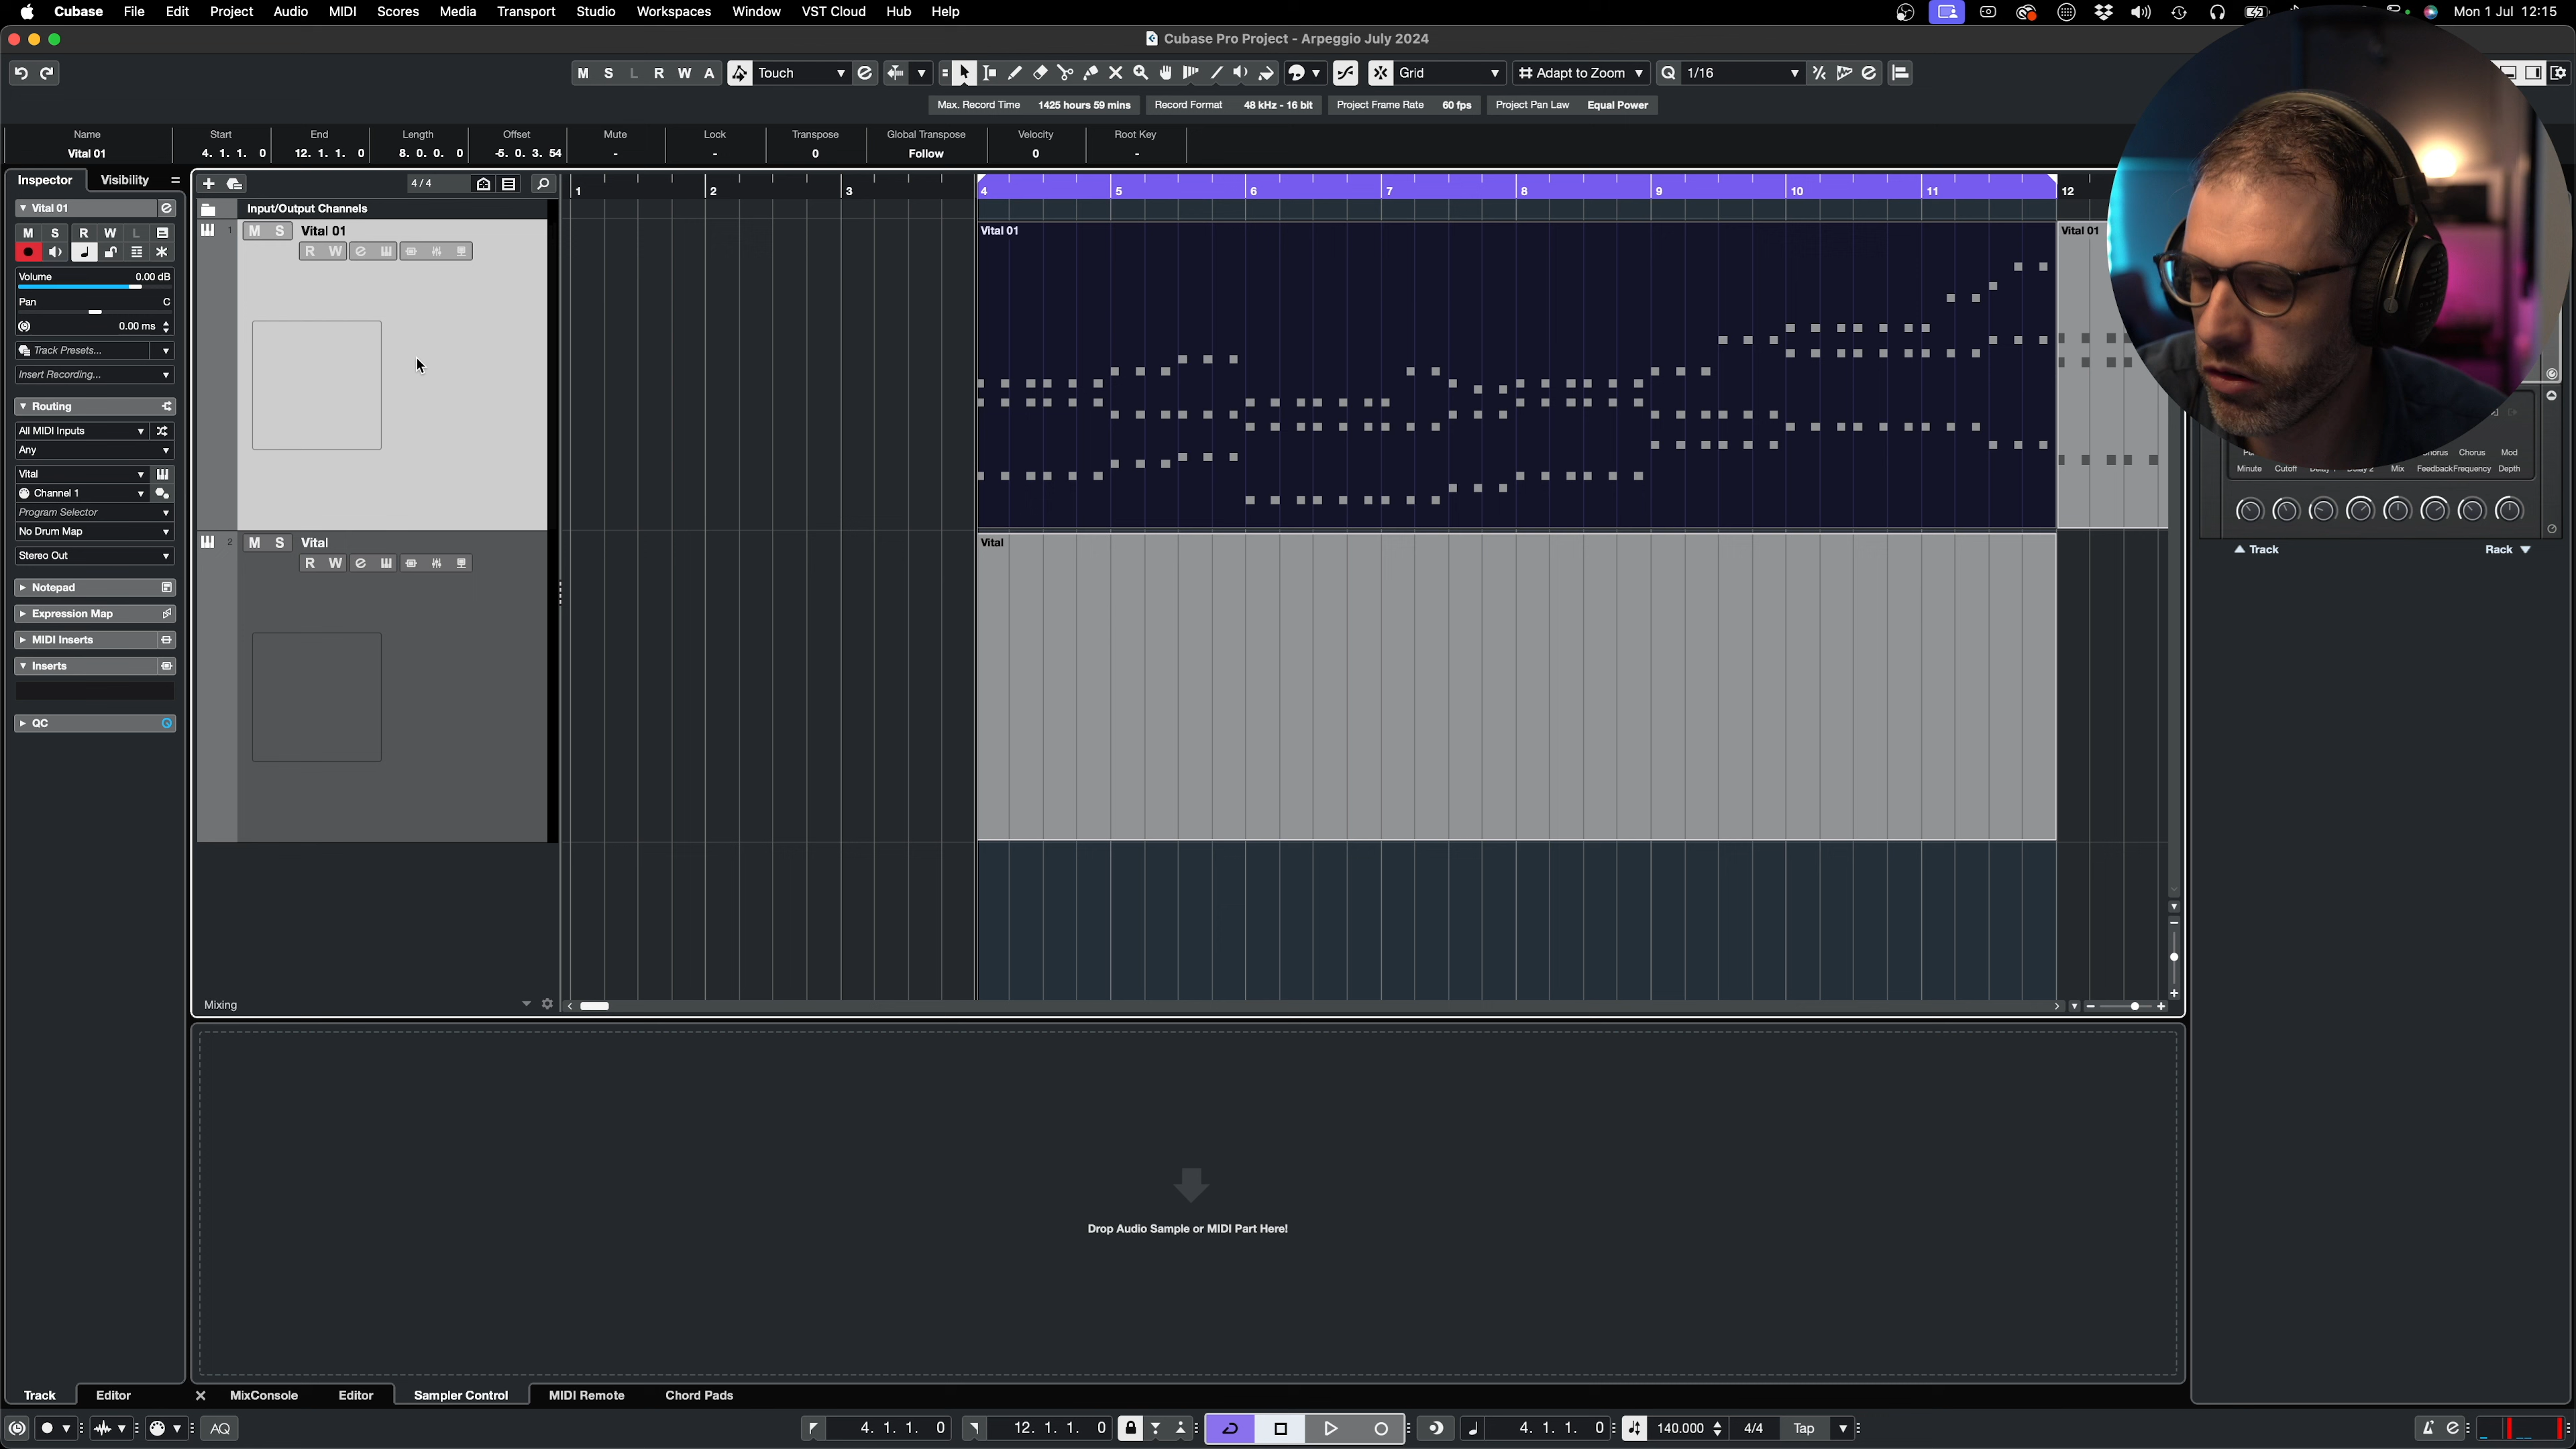 Cubase File Edit Project Audio MIDI Scores Media Transport Studio Workspaces Window VST Cloud Hub Help
Mon 1 Jul 12:15
Cubase Pro Project - Arpeggio July 2024
M S L R W A Touch Grid Adapt to Zoom Q 1/16
Max. Record Time 1425 hours 59 mins Record Format 48 kHz - 16 bit Project Frame Rate 60 fps Project Pan Law Equal Power
Name Start End Length Offset Mute Lock Transpose Global Transpose Velocity Root Key
Vital 01 4. 1. 1. 0 12. 1. 1. 0 8. 0. 0. 0 -5. 0. 3. 54 - - 0 Follow 0 -
Inspector Visibility
4/4
1 2 3 4 5 6 7 8 9 10 11 12
Vital 01
Input/Output Channels
M S R W L
1 M S Vital 01
R W
Vital 01
Vital 01
Volume 0.00 dB
Pan C
0.00 ms
Track Presets...
Insert Recording...
Routing
All MIDI Inputs
Any
Vital
Channel 1
Program Selector
No Drum Map
Stereo Out
Notepad
Expression Map
MIDI Inserts
Inserts
QC
2 M S Vital
R W
Vital
Chorus Mod
Minute Cutoff Delay 1 Delay 2 Mix Feedback Frequency Depth
Track Rack
Mixing
Drop Audio Sample or MIDI Part Here!
Track Editor MixConsole Editor Sampler Control MIDI Remote Chord Pads
AQ 4. 1. 1. 0 12. 1. 1. 0 4. 1. 1. 0 140.000 4/4 Tap